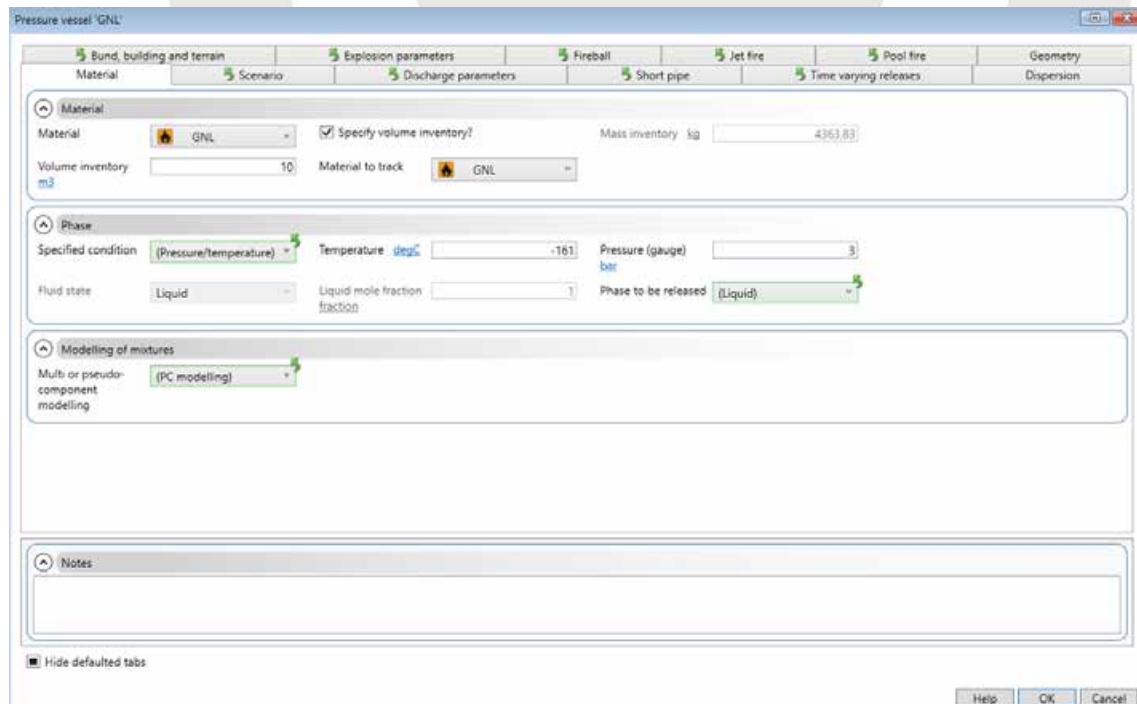 Pressure vessel 'GNL'
Bund, building and terrain Explosion parameters Fireball Jet fire Pool fire Geometry
Material Scenario Discharge parameters Short pipe Time varying releases Dispersion
Material
Material GNL Specify volume inventory? Mass inventory kg 4363.83
Volume inventory 10 Material to track GNL
m3
Phase
Specified condition (Pressure/temperature) Temperature degC -161 Pressure (gauge) 3
bar
Fluid state Liquid Liquid mole fraction 1 Phase to be released (Liquid)
fraction
Modelling of mixtures
Multi or pseudo- (PC modelling)
component
modelling
Notes
Hide defaulted tabs
Help OK Cancel